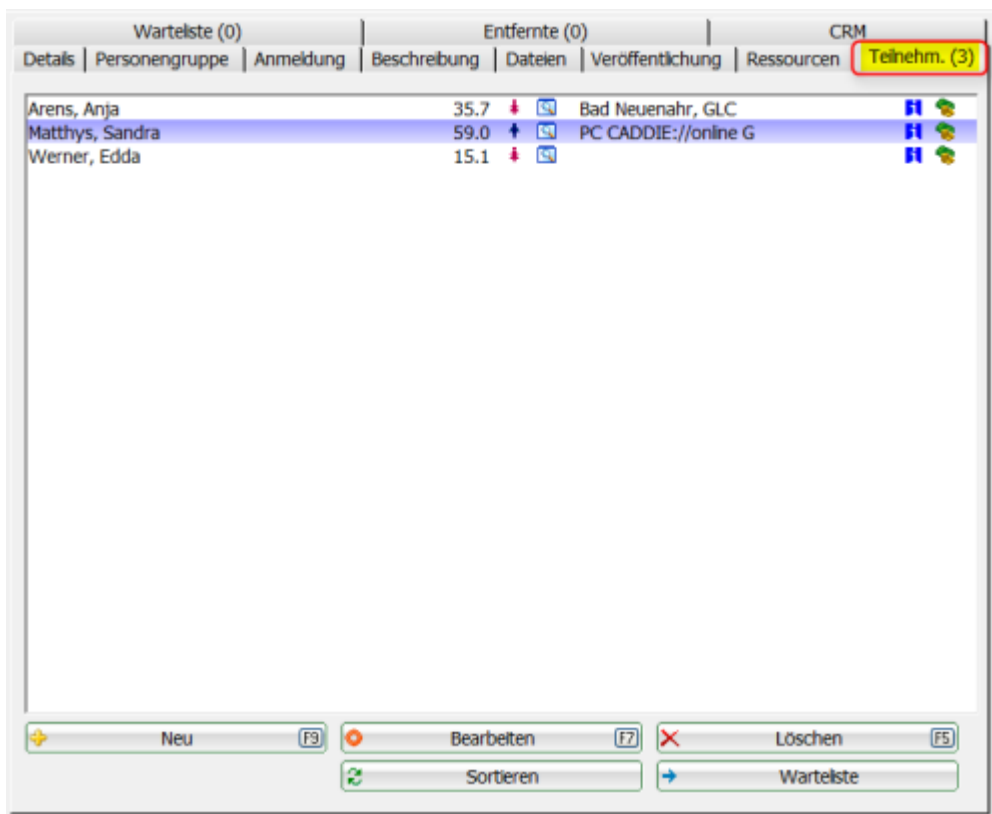 Warteliste (0) Entfernte (0) CRM
Details Personengruppe Anmeldung Beschreibung Dateien Veröffentlichung Ressourcen Teilnehm. (3)
Arens, Anja 35.7 Bad Neuenahr, GLC
Matthys, Sandra 59.0 PC CADDIE://online G
Werner, Edda 15.1
Neu F9 Bearbeiten F7 Löschen F5
Sortieren Warteliste